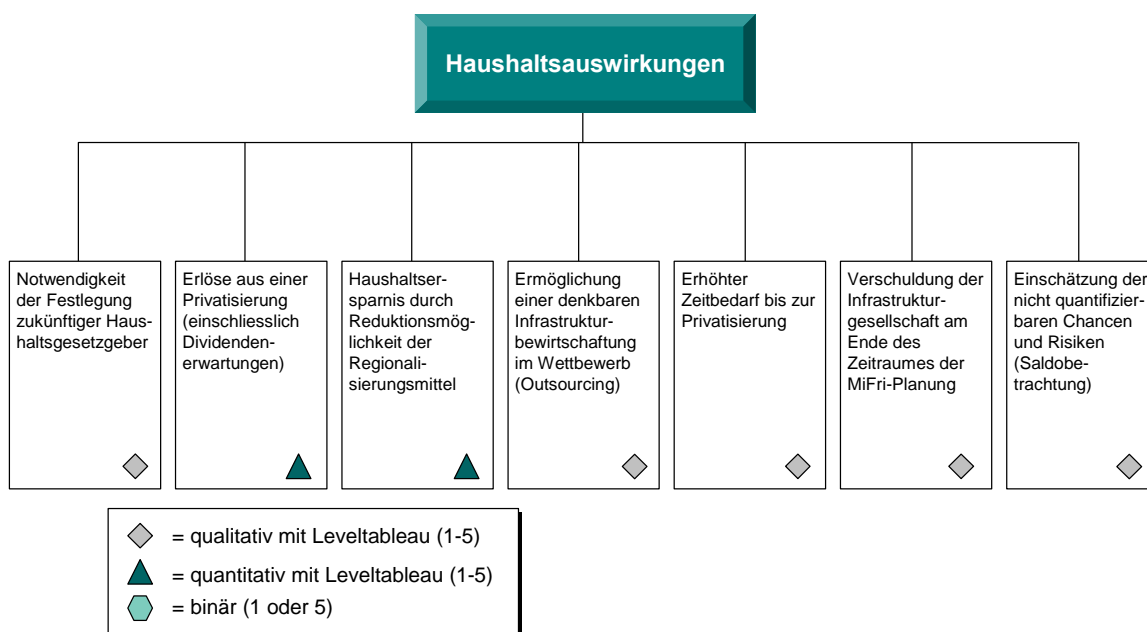 Haushaltsauswirkungen
Notwendigkeit
der Festlegung
zukünftiger Haus-
haltsgesetzgeber
Erlöse aus einer
Privatisierung
(einschliesslich
Dividenden-
erwartungen)
Haushaltser-
sparnis durch
Reduktionsmög-
lichkeit der
Regionali-
sierungsmittel
Ermöglichung
einer denkbaren
Infrastruktur-
bewirtschaftung
im Wettbewerb
(Outsourcing)
Erhöhter
Zeitbedarf bis zur
Privatisierung
Verschuldung der
Infrastruktur-
gesellschaft am
Ende des
Zeitraumes der
MiFri-Planung
Einschätzung der
nicht quantifizier-
baren Chancen
und Risiken
(Saldobe-
trachtung)
= qualitativ mit Leveltableau (1-5)
= quantitativ mit Leveltableau (1-5)
= binär (1 oder 5)